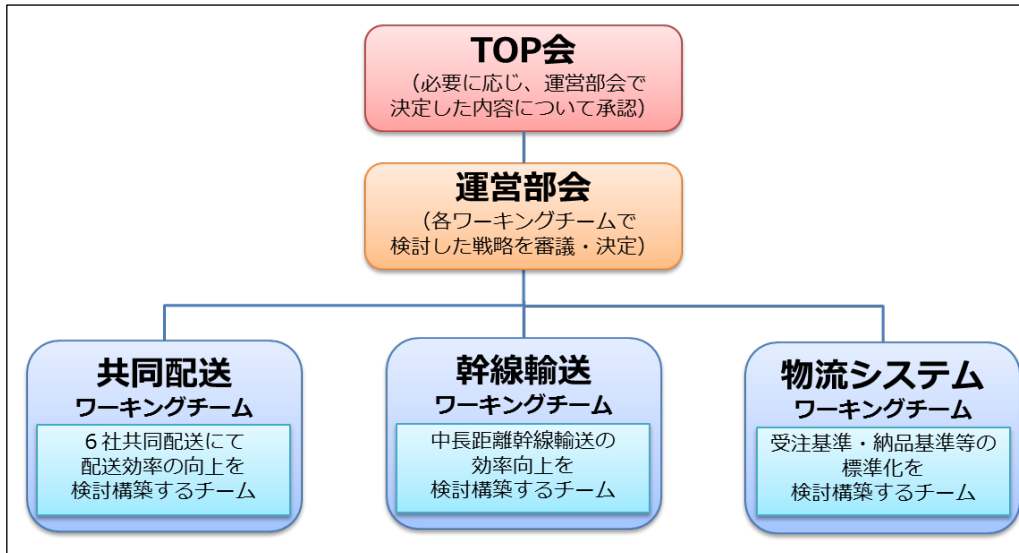 TOP会
（必要に応じ、運営部会で
決定した内容について承認）
運営部会
（各ワーキングチームで
検討した戦略を審議・決定）
共同配送
ワーキングチーム
６社共同配送にて
配送効率の向上を
検討構築するチーム
幹線輸送
ワーキングチーム
中長距離幹線輸送の
効率向上を
検討構築するチーム
物流システム
ワーキングチーム
受注基準・納品基準等の
標準化を
検討構築するチーム